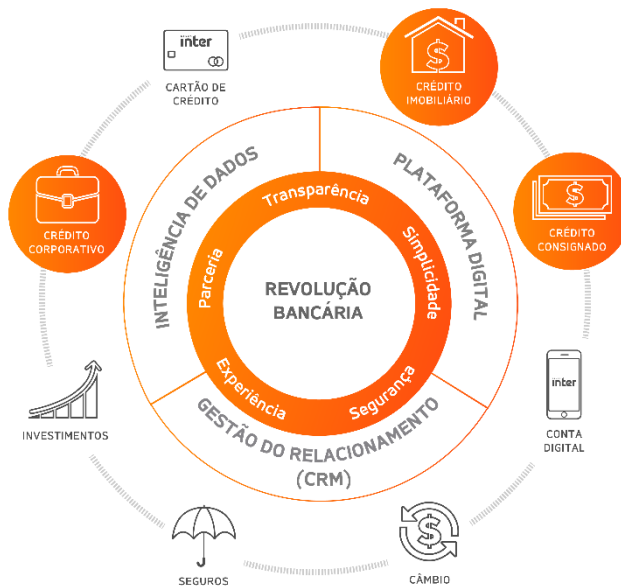 inter
CARTÃO DE
CRÉDITO
$
CRÉDITO
IMOBILIÁRIO
CRÉDITO
CORPORATIVO
$
CRÉDITO
CONSIGNADO
INTELIGÊNCIA DE DADOS
PLATAFORMA DIGITAL
GESTÃO DO RELACIONAMENTO
(CRM)
Transparência
Simplicidade
Segurança
Experiência
Parceria
REVOLUÇÃO
BANCÁRIA
INVESTIMENTOS
inter
CONTA
DIGITAL
SEGUROS
$
CÂMBIO